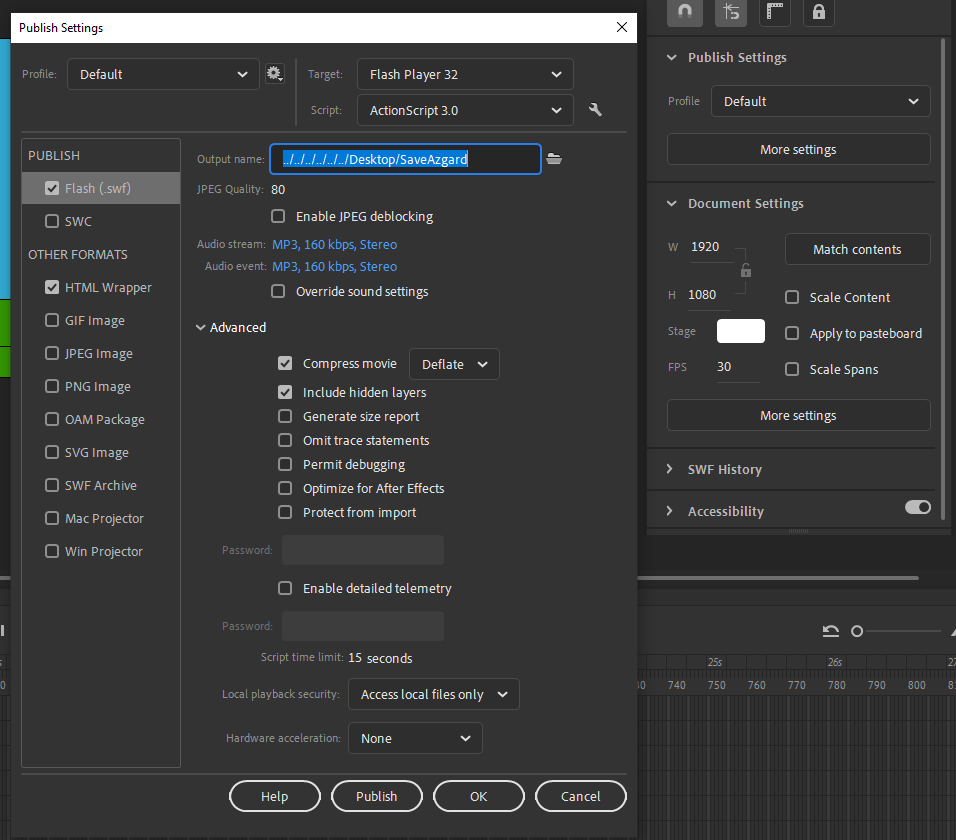 Publish Settings
Profile: Default
Target: Flash Player 32
Script: ActionScript 3.0
PUBLISH
Flash (.swf)
SWC
OTHER FORMATS
HTML Wrapper
GIF Image
JPEG Image
PNG Image
OAM Package
SVG Image
SWF Archive
Mac Projector
Win Projector
Output name: ../../../../../../Desktop/SaveAzgard
JPEG Quality: 80
Enable JPEG deblocking
Audio stream: MP3, 160 kbps, Stereo
Audio event: MP3, 160 kbps, Stereo
Override sound settings
Advanced
Compress movie Deflate
Include hidden layers
Generate size report
Omit trace statements
Permit debugging
Optimize for After Effects
Protect from import
Password:
Enable detailed telemetry
Password:
Script time limit: 15 seconds
Local playback security: Access local files only
Hardware acceleration: None
Help Publish OK Cancel
Publish Settings
Profile Default
More settings
Document Settings
W 1920 Match contents
H 1080 Scale Content
Stage Apply to pasteboard
FPS 30 Scale Spans
More settings
SWF History
Accessibility
25s 26s
740 750 760 770 780 790 800